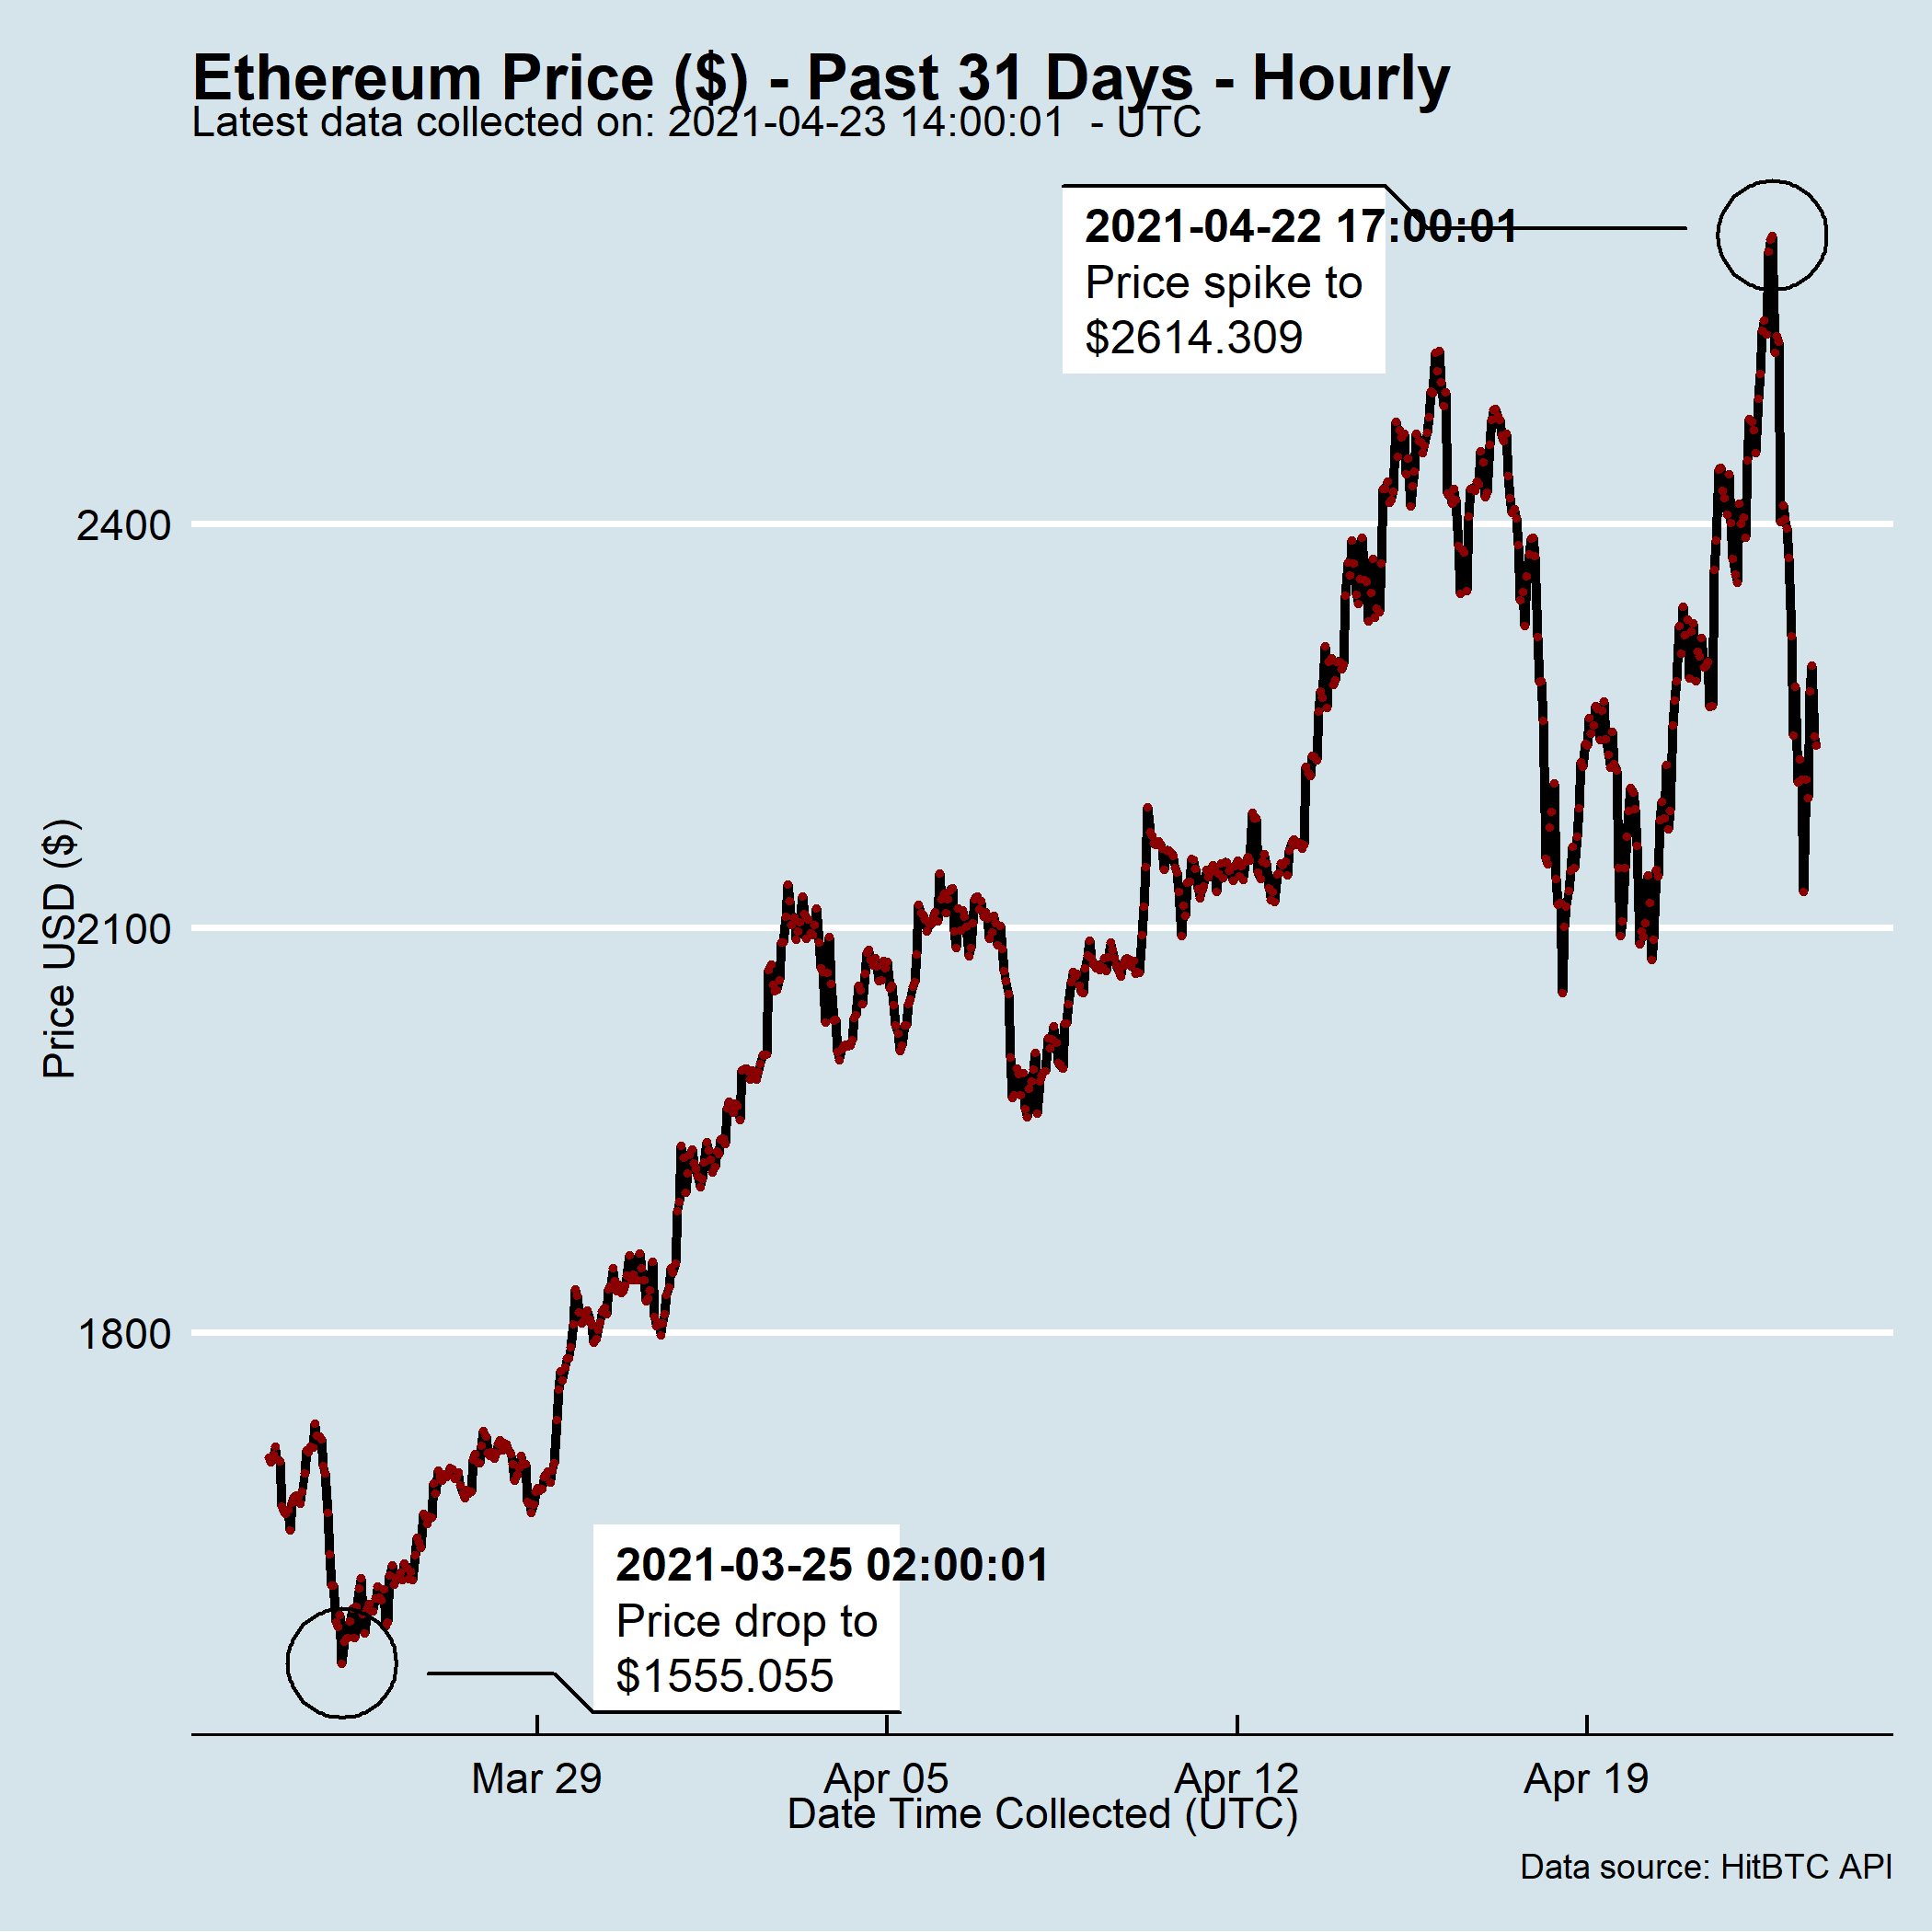 Ethereum Price ($) - Past 31 Days - Hourly
Latest data collected on: 2021-04-23 14:00:01  - UTC
2021-04-22 17:00:01
Price spike to
$2614.309
2400
2100
1800
Price USD ($)
2021-03-25 02:00:01
Price drop to
$1555.055
Mar 29
Apr 05
Apr 12
Apr 19
Date Time Collected (UTC)
Data source: HitBTC API